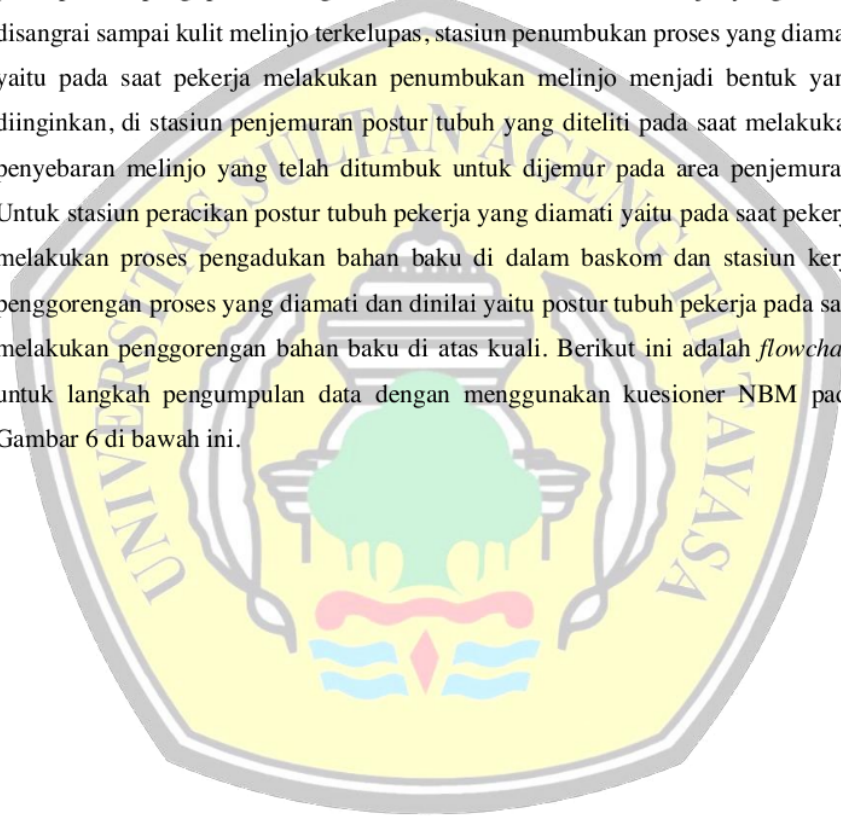 disangrai sampai kulit melinjo terkelupas, stasiun penumbukan proses yang diama
yaitu pada saat pekerja melakukan penumbukan melinjo menjadi bentuk yan
diinginkan, di stasiun penjemuran postur tubuh yang diteliti pada saat melakuka
penyebaran melinjo yang telah ditumbuk untuk dijemur pada area penjemura
Untuk stasiun peracikan postur tubuh pekerja yang diamati yaitu pada saat pekerj
melakukan proses pengadukan bahan baku di dalam baskom dan stasiun kerj
penggorengan proses yang diamati dan dinilai yaitu postur tubuh pekerja pada sa
melakukan penggorengan bahan baku di atas kuali. Berikut ini adalah flowcha
untuk langkah pengumpulan data dengan menggunakan kuesioner NBM pad
Gambar 6 di bawah ini.
UNIVERSITAS SULTAN AGENG TIRTAYASA